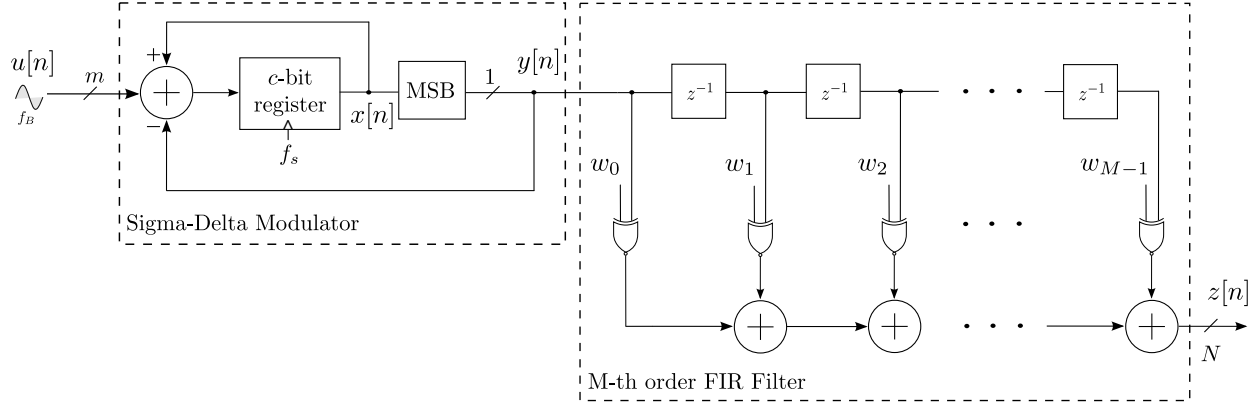 u[n]
m
f_B
+
−
c-bit
register
f_s
x[n]
MSB
1
y[n]
Sigma-Delta Modulator
z⁻¹
z⁻¹
z⁻¹
w_0
w_1
w_2
w_{M−1}
z[n]
N
M-th order FIR Filter